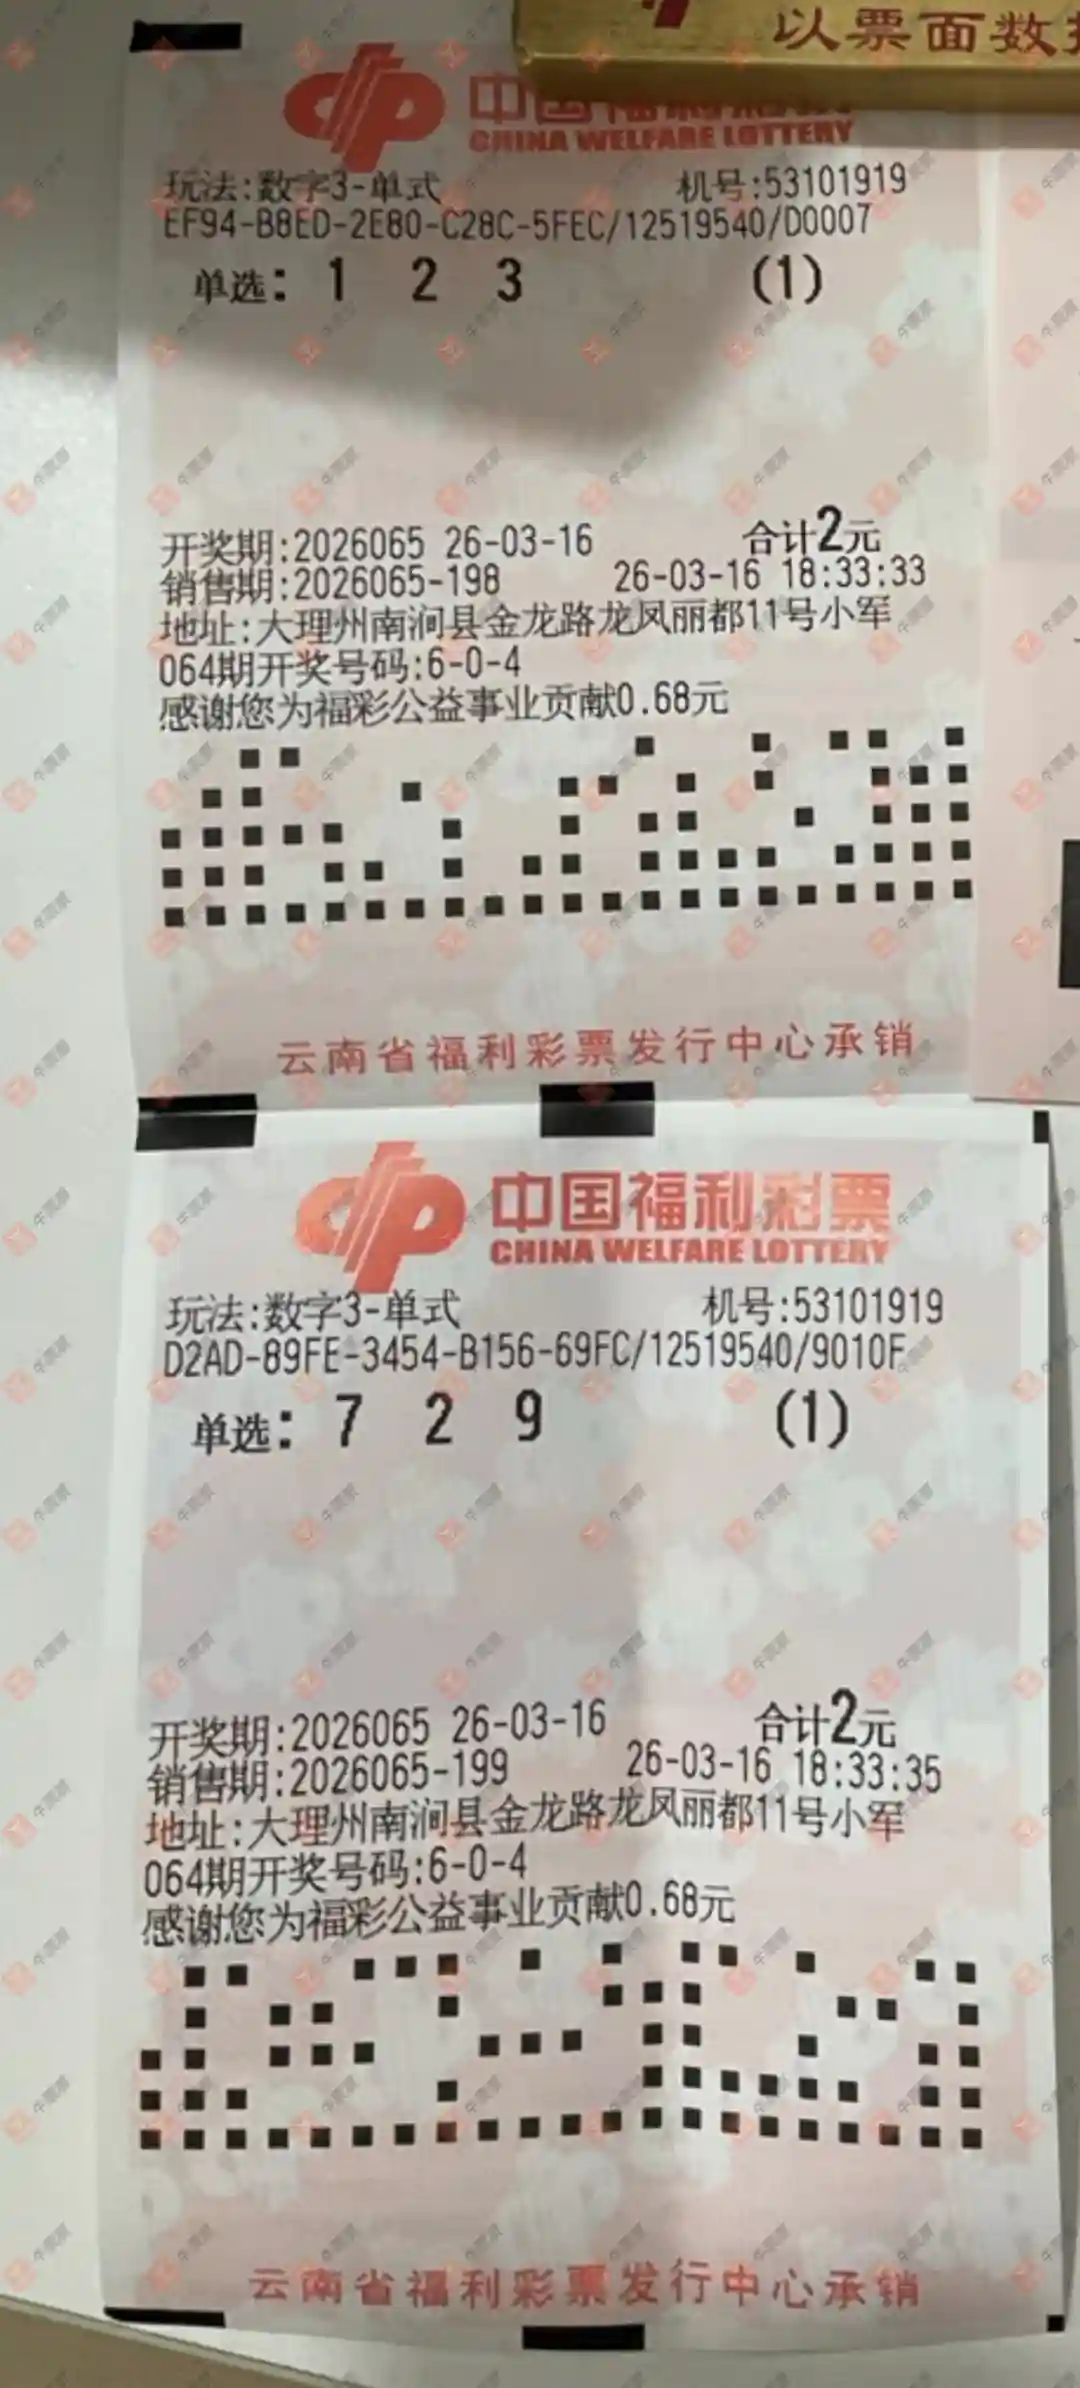 以票面数
中国福利彩票
CHINA WELFARE LOTTERY
玩法:数字3-单式 机号:53101919
EF94-B8ED-2E80-C28C-5FEC/12519540/D0007
单选: 1 2 3 (1)
开奖期:2026065 26-03-16 合计2元
销售期:2026065-198 26-03-16 18:33:33
地址:大理州南涧县金龙路龙凤丽都11号小军
064期开奖号码:6-0-4
感谢您为福彩公益事业贡献0.68元
云南省福利彩票发行中心承销
中国福利彩票
CHINA WELFARE LOTTERY
玩法:数字3-单式 机号:53101919
D2AD-89FE-3454-B156-69FC/12519540/9010F
单选: 7 2 9 (1)
开奖期:2026065 26-03-16 合计2元
销售期:2026065-199 26-03-16 18:33:35
地址:大理州南涧县金龙路龙凤丽都11号小军
064期开奖号码:6-0-4
感谢您为福彩公益事业贡献0.68元
云南省福利彩票发行中心承销